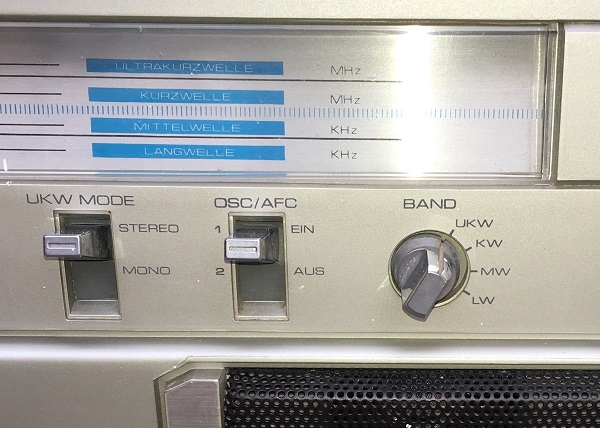 ULTRAKURZWELLE MHz
KURZWELLE MHz
MITTELWELLE KHz
LANGWELLE KHz
UKW MODE
STEREO
MONO
OSC/AFC
1 EIN
2 AUS
BAND
UKW
KW
MW
LW